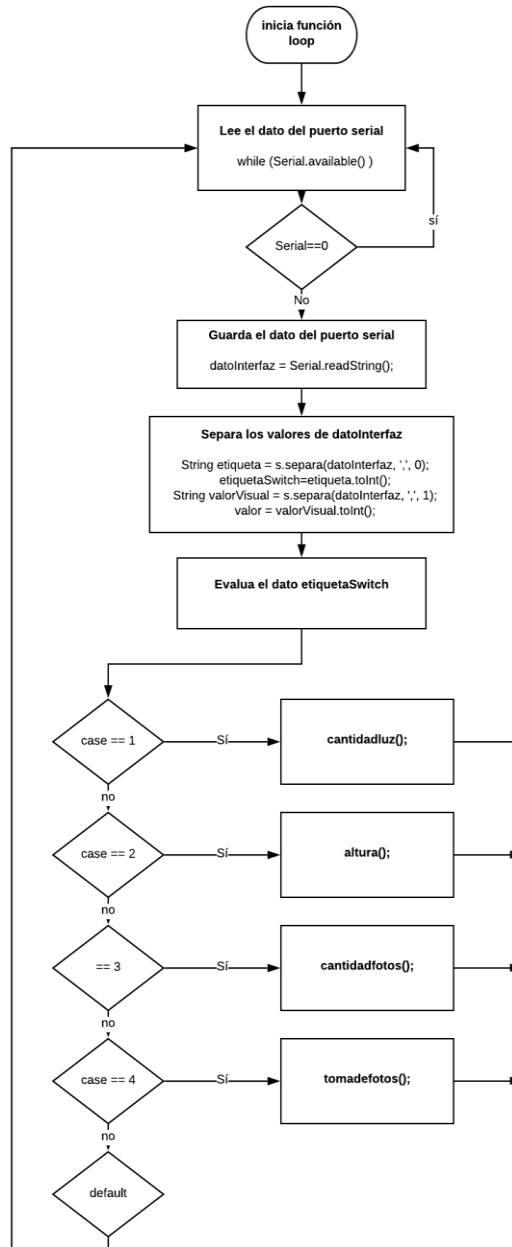 inicia función
loop
Lee el dato del puerto serial
while (Serial.available() )
sí
Serial==0
No
Guarda el dato del puerto serial
datoInterfaz = Serial.readString();
Separa los valores de datoInterfaz
String etiqueta = s.separa(datoInterfaz, ',', 0);
etiquetaSwitch=etiqueta.toInt();
String valorVisual = s.separa(datoInterfaz, ',', 1);
valor = valorVisual.toInt();
Evalua el dato etiquetaSwitch
case == 1
Sí
cantidadluz();
no
case == 2
Sí
altura();
no
== 3
Sí
cantidadfotos();
no
case == 4
Sí
tomadefotos();
no
default